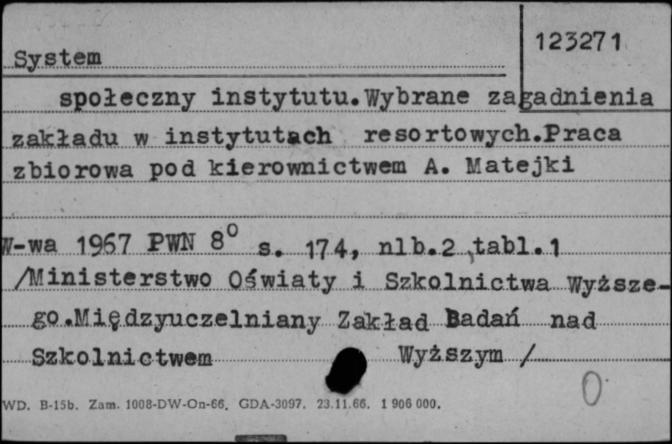 123271
System
społeczny instytutu.Wybrane zagadnienia
zakładu w instytutach resortowych.Praca
zbiorowa pod kierownictwem A. Matejki
W-wa 1967 PWN 8⁰ s. 174, nlb.2,tabl.1
/Ministerstwo Oświaty i Szkolnictwa Wyższe-
go.Międzyuczelniany Zakład Badań nad
Szkolnictwem Wyższym /
0
WD. B-15b. Zam. 1008-DW-On-66. GDA-3097. 23.11.66. 1 906 000.